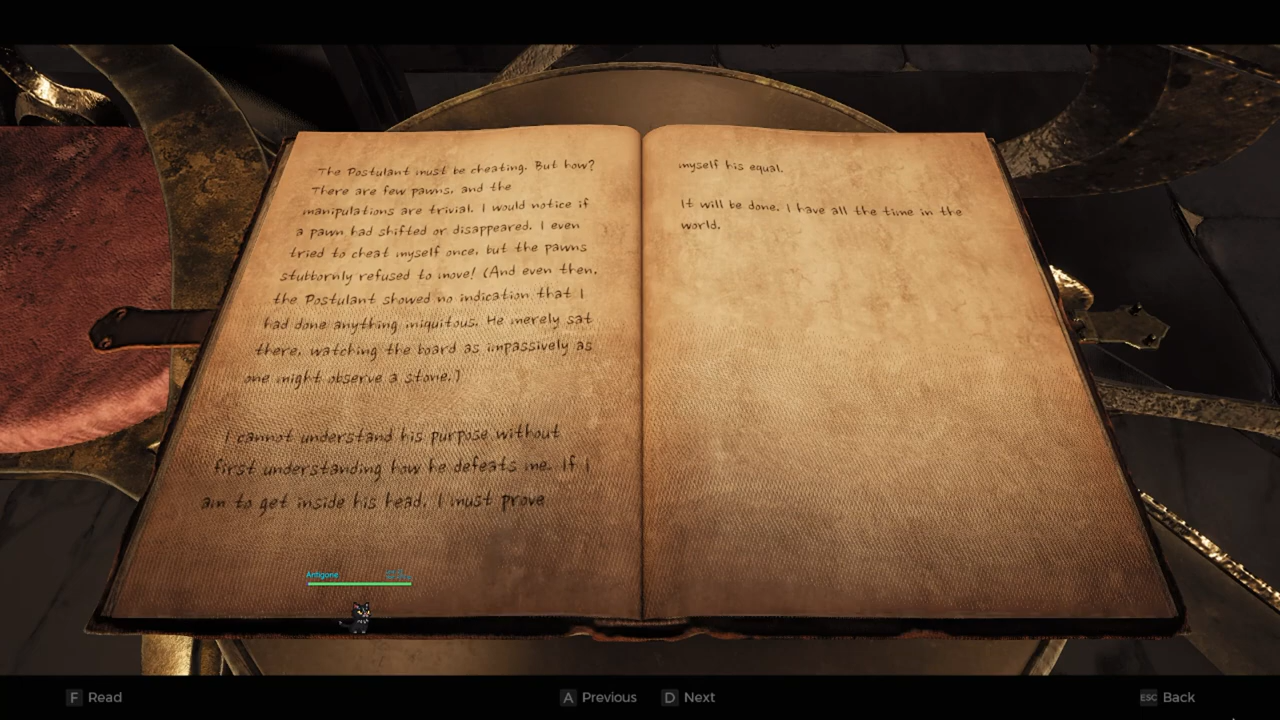 The Postulant must be cheating. But how?
There are few pawns, and the
manipulations are trivial. I would notice if
a pawn had shifted or disappeared. I even
tried to cheat myself once, but the pawns
stubbornly refused to move! (And even then,
the Postulant showed no indication that I
had done anything iniquitous. He merely sat
there, watching the board as impassively as
one might observe a stone.)
I cannot understand his purpose without
first understanding how he defeats me. If I
am to get inside his head, I must prove
myself his equal.
It will be done. I have all the time in the
world.
Antigone
F Read
A Previous
D Next
ESC Back